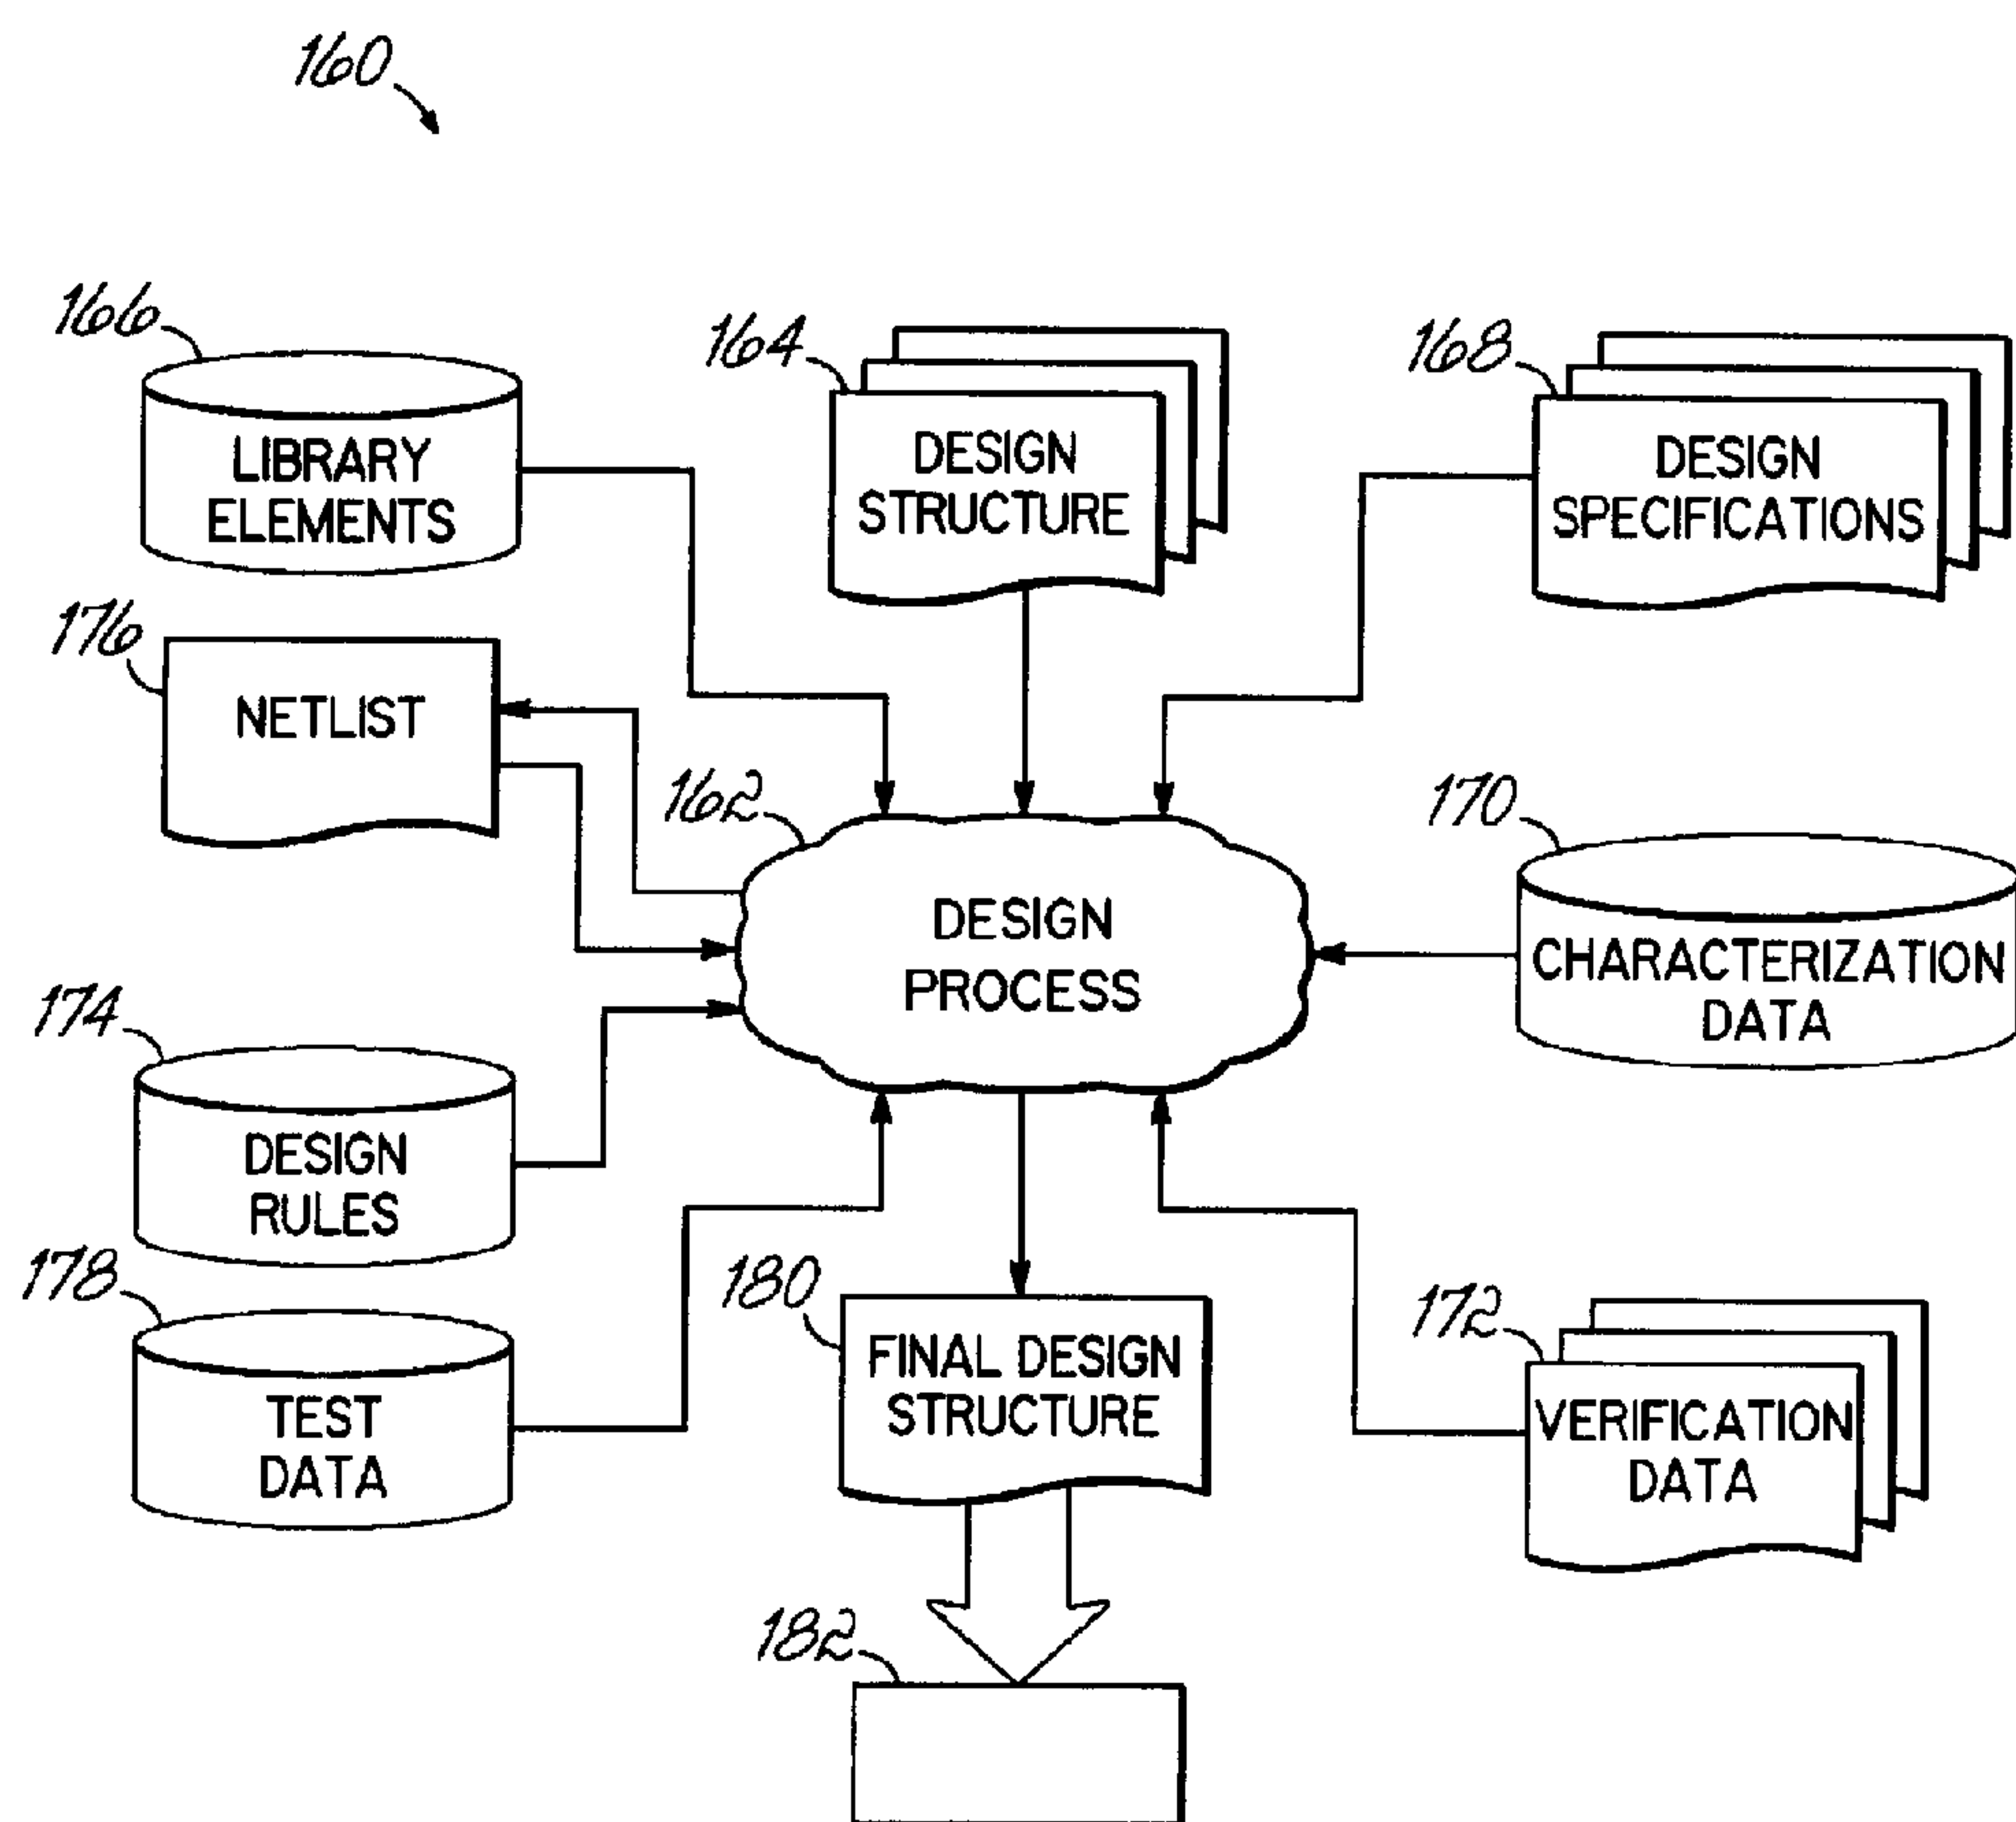 160
166
LIBRARY
ELEMENTS
164
DESIGN
STRUCTURE
168
DESIGN
SPECIFICATIONS
176
NETLIST
162
DESIGN
PROCESS
170
CHARACTERIZATION
DATA
174
DESIGN
RULES
178
TEST
DATA
180
FINAL DESIGN
STRUCTURE
172
VERIFICATION
DATA
182